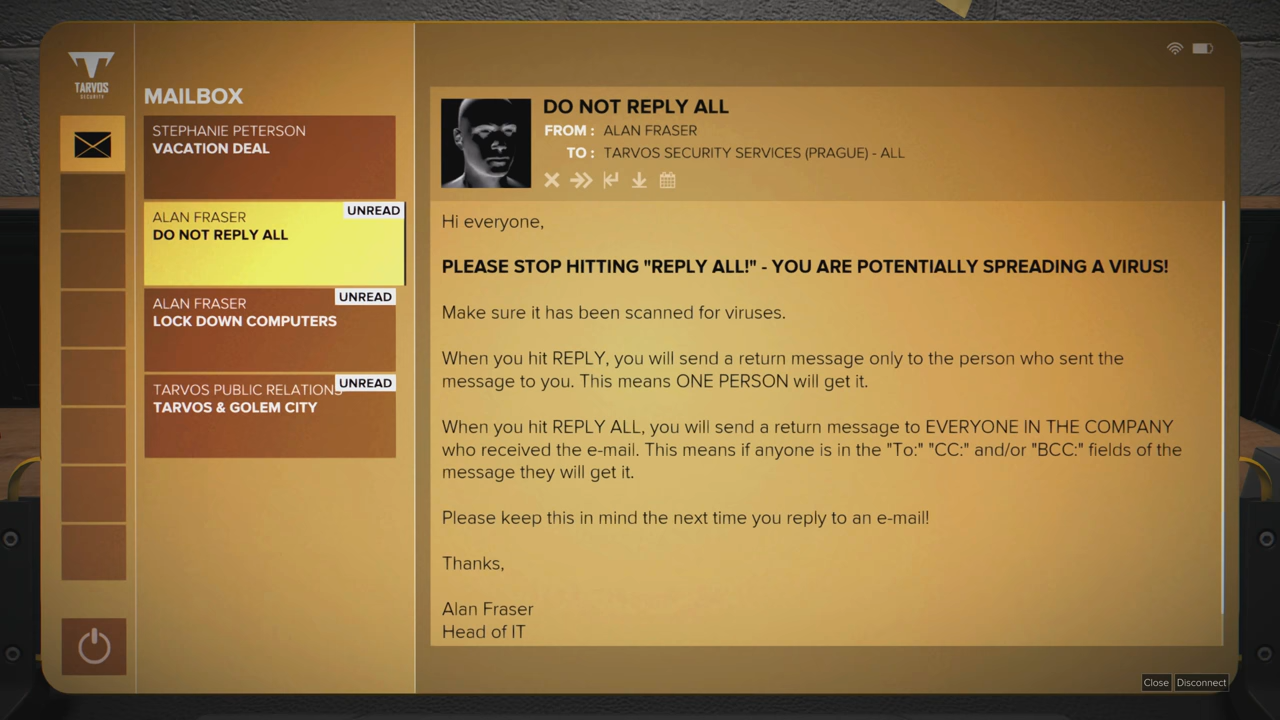 TARVOS
SECURITY
MAILBOX
STEPHANIE PETERSON
VACATION DEAL
UNREAD
ALAN FRASER
DO NOT REPLY ALL
UNREAD
ALAN FRASER
LOCK DOWN COMPUTERS
UNREAD
TARVOS PUBLIC RELATIONS
TARVOS & GOLEM CITY
DO NOT REPLY ALL
FROM : ALAN FRASER
TO : TARVOS SECURITY SERVICES (PRAGUE) - ALL
Hi everyone,
PLEASE STOP HITTING "REPLY ALL!" - YOU ARE POTENTIALLY SPREADING A VIRUS!
Make sure it has been scanned for viruses.
When you hit REPLY, you will send a return message only to the person who sent the
message to you. This means ONE PERSON will get it.
When you hit REPLY ALL, you will send a return message to EVERYONE IN THE COMPANY
who received the e-mail. This means if anyone is in the "To:" "CC:" and/or "BCC:" fields of the
message they will get it.
Please keep this in mind the next time you reply to an e-mail!
Thanks,
Alan Fraser
Head of IT
Close Disconnect